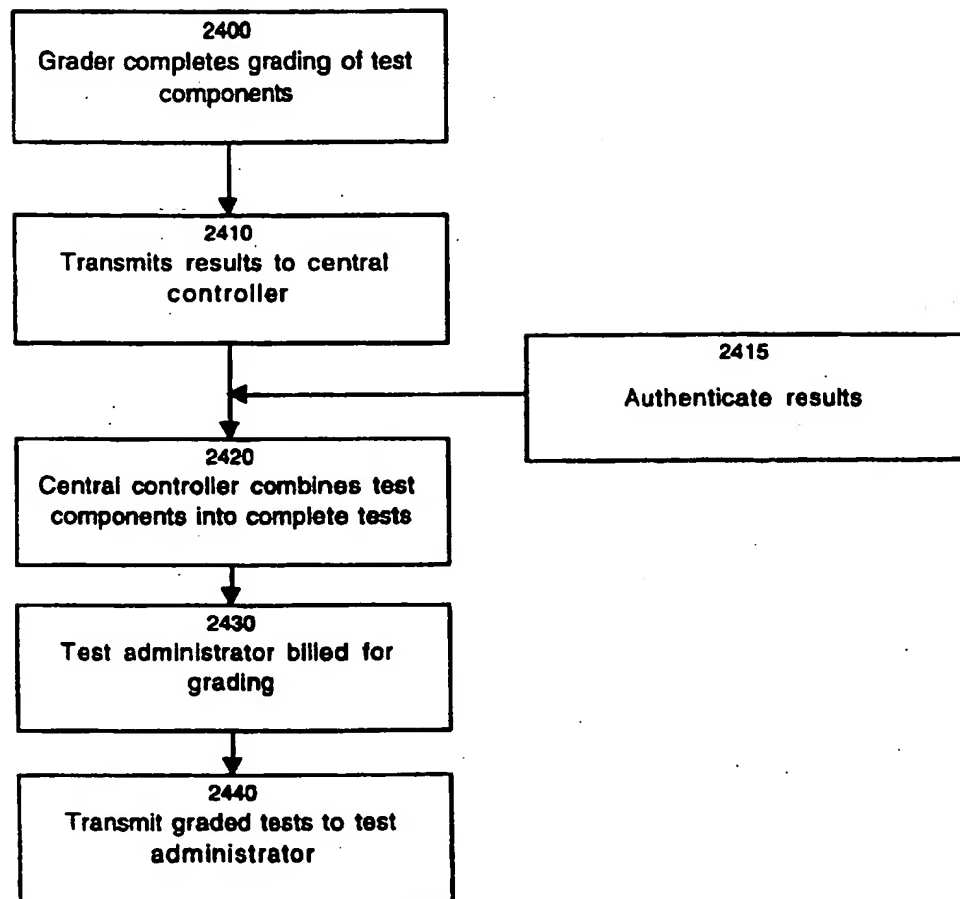 2400
Grader completes grading of test
components
2410
Transmits results to central
controller
2415
Authenticate results
2420
Central controller combines test
components into complete tests
2430
Test administrator billed for
grading
2440
Transmit graded tests to test
administrator